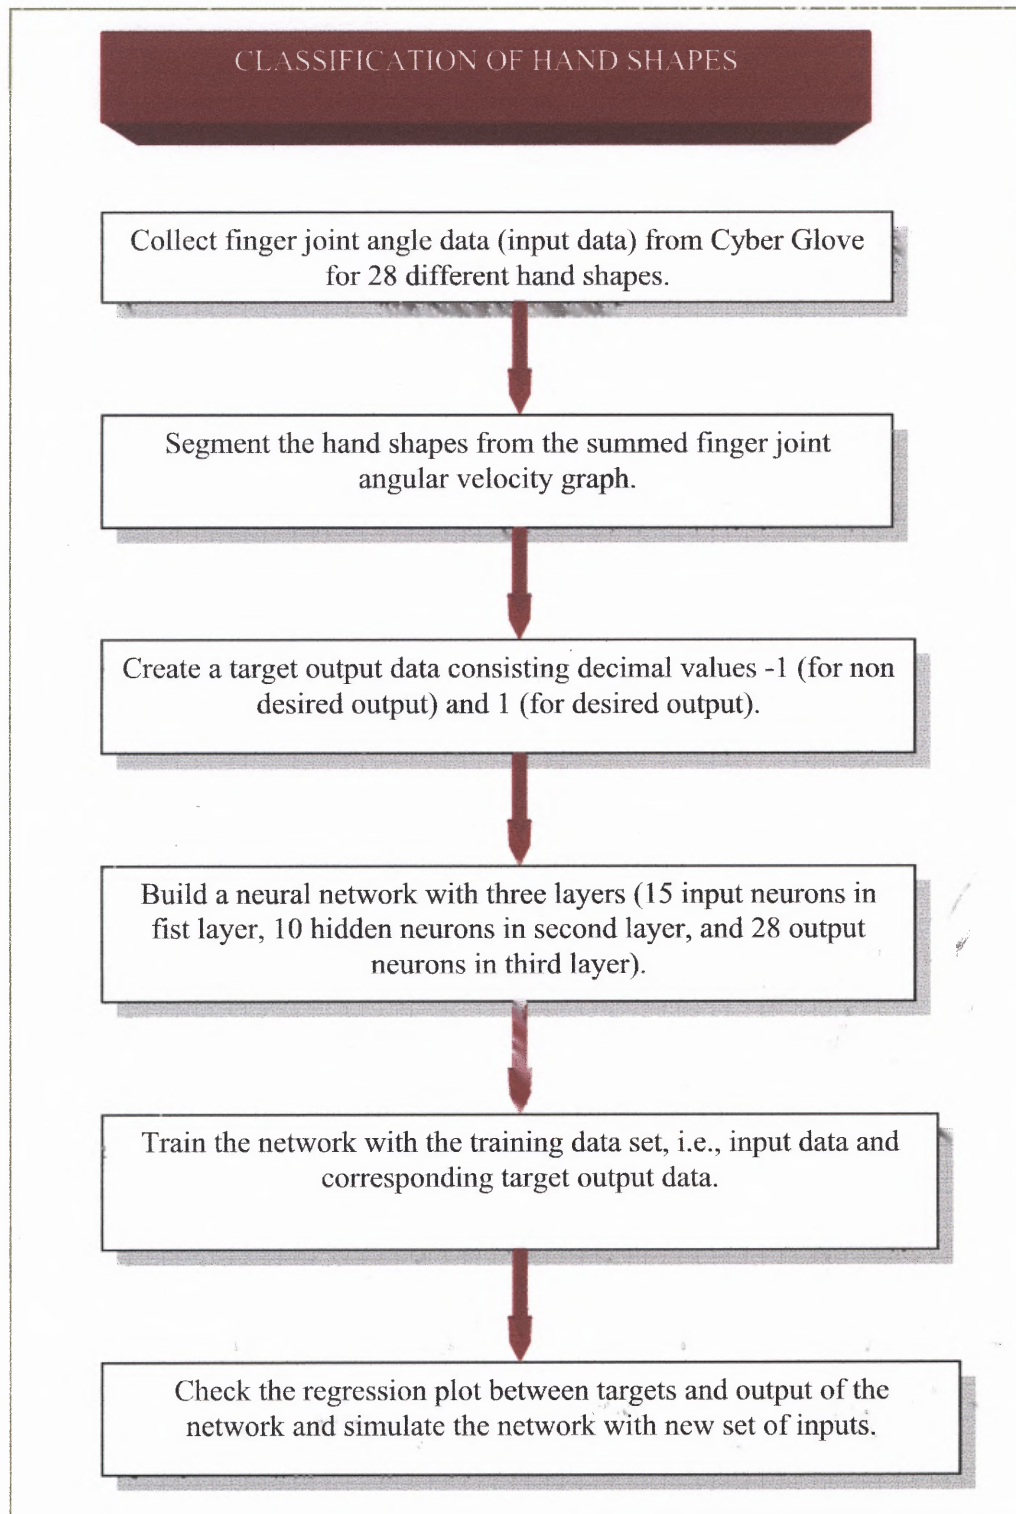 CLASSIFICATION OF HAND SHAPES
Collect finger joint angle data (input data) from Cyber Glove
for 28 different hand shapes.
Segment the hand shapes from the summed finger joint
angular velocity graph.
Create a target output data consisting decimal values -1 (for non
desired output) and 1 (for desired output).
Build a neural network with three layers (15 input neurons in
fist layer, 10 hidden neurons in second layer, and 28 output
neurons in third layer).
Train the network with the training data set, i.e., input data and
corresponding target output data.
Check the regression plot between targets and output of the
network and simulate the network with new set of inputs.